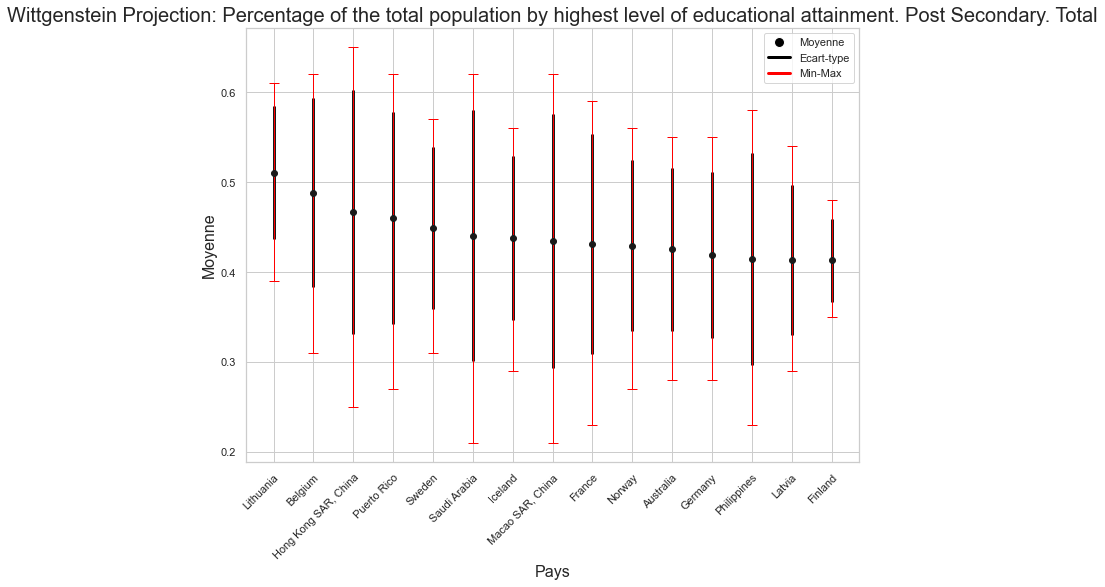 Wittgenstein Projection: Percentage of the total population by highest level of educational attainment. Post Secondary. Total
Moyenne
Ecart-type
Min-Max
0.6
0.5
0.4
0.3
0.2
Moyenne
Lithuania
Belgium
Hong Kong SAR, China
Puerto Rico
Sweden
Saudi Arabia
Iceland
Macao SAR, China
France
Norway
Australia
Germany
Philippines
Latvia
Finland
Pays